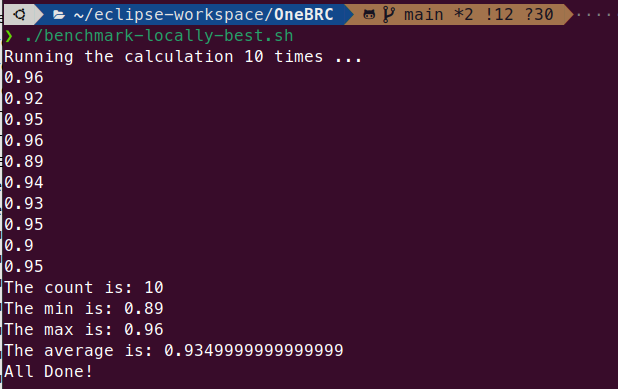 ~/eclipse-workspace/OneBRC main *2 !12 ?30
❯ ./benchmark-locally-best.sh
Running the calculation 10 times ...
0.96
0.92
0.95
0.96
0.89
0.94
0.93
0.95
0.9
0.95
The count is: 10
The min is: 0.89
The max is: 0.96
The average is: 0.9349999999999999
All Done!